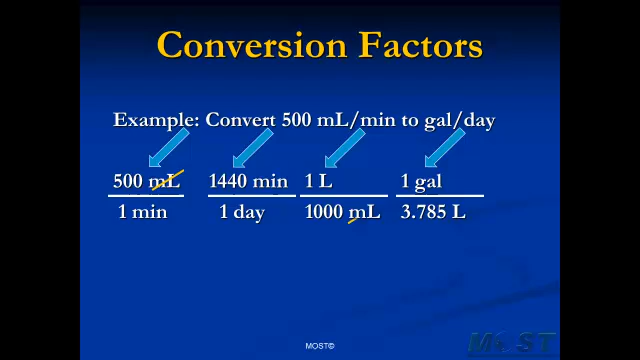 Conversion Factors
Example: Convert 500 mL/min to gal/day
500 mL 1440 min 1 L 1 gal
1 min 1 day 1000 mL 3.785 L
MOST©
MOST